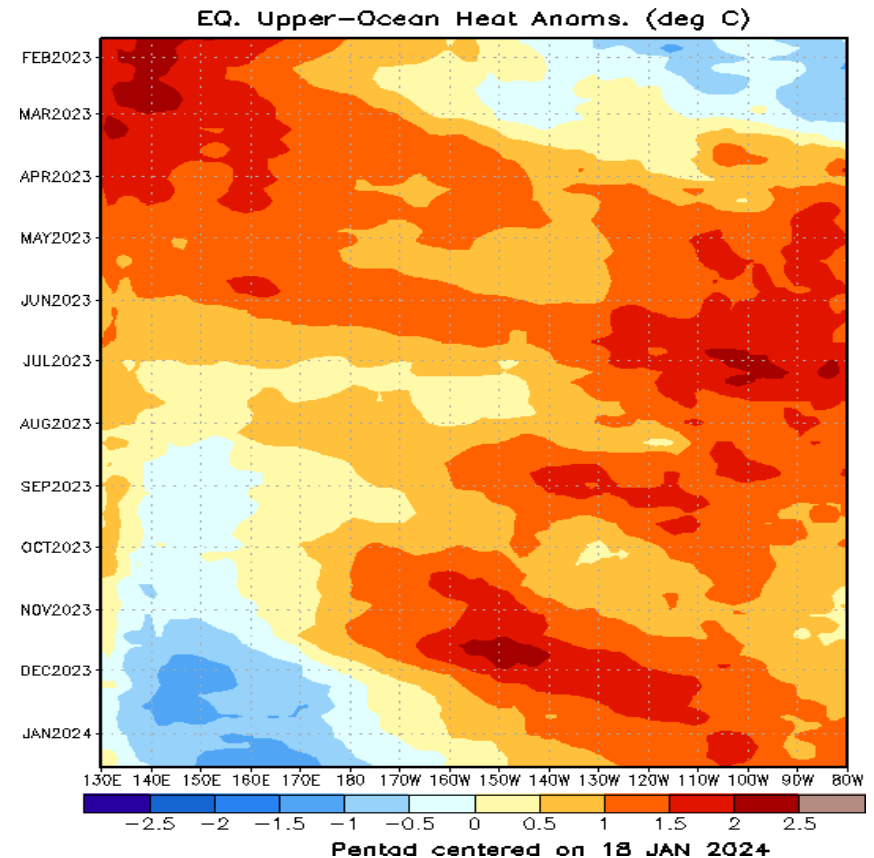 EQ. Upper-Ocean Heat Anoms. (deg C)
FEB2023
MAR2023
APR2023
MAY2023
JUN2023
JUL2023
AUG2023
SEP2023
OCT2023
NOV2023
DEC2023
JAN2024
130E 140E 150E 160E 170E 180 170W 160W 150W 140W 130W 120W 110W 100W 90W 80W
-2.5 -2 -1.5 -1 -0.5 0 0.5 1 1.5 2 2.5
Pentad centered on 18 JAN 2024